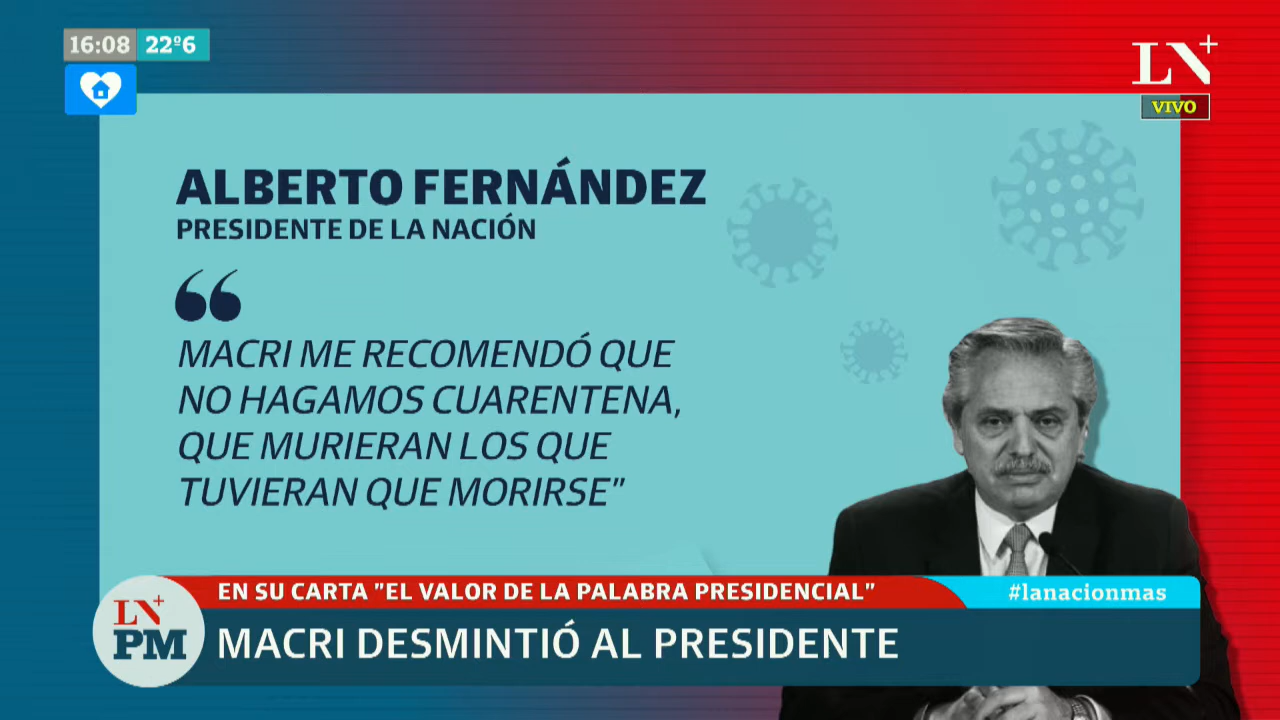 16:08 22º6
LN+
VIVO
ALBERTO FERNÁNDEZ
PRESIDENTE DE LA NACIÓN
“
MACRI ME RECOMENDÓ QUE
NO HAGAMOS CUARENTENA,
QUE MURIERAN LOS QUE
TUVIERAN QUE MORIRSE”
EN SU CARTA "EL VALOR DE LA PALABRA PRESIDENCIAL"
#lanacionmas
LN+
PM
MACRI DESMINTIÓ AL PRESIDENTE